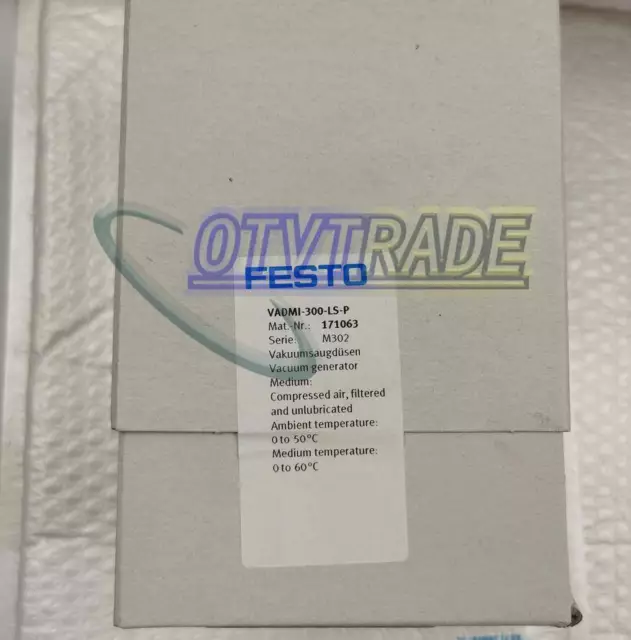 OTVTRADE
FESTO
VADMI-300-LS-P
Mat.-Nr.: 171063
Serie: M302
Vakuumsaugdüsen
Vacuum generator
Medium:
Compressed air, filtered
and unlubricated
Ambient temperature:
0 to 50°C
Medium temperature:
0 to 60°C